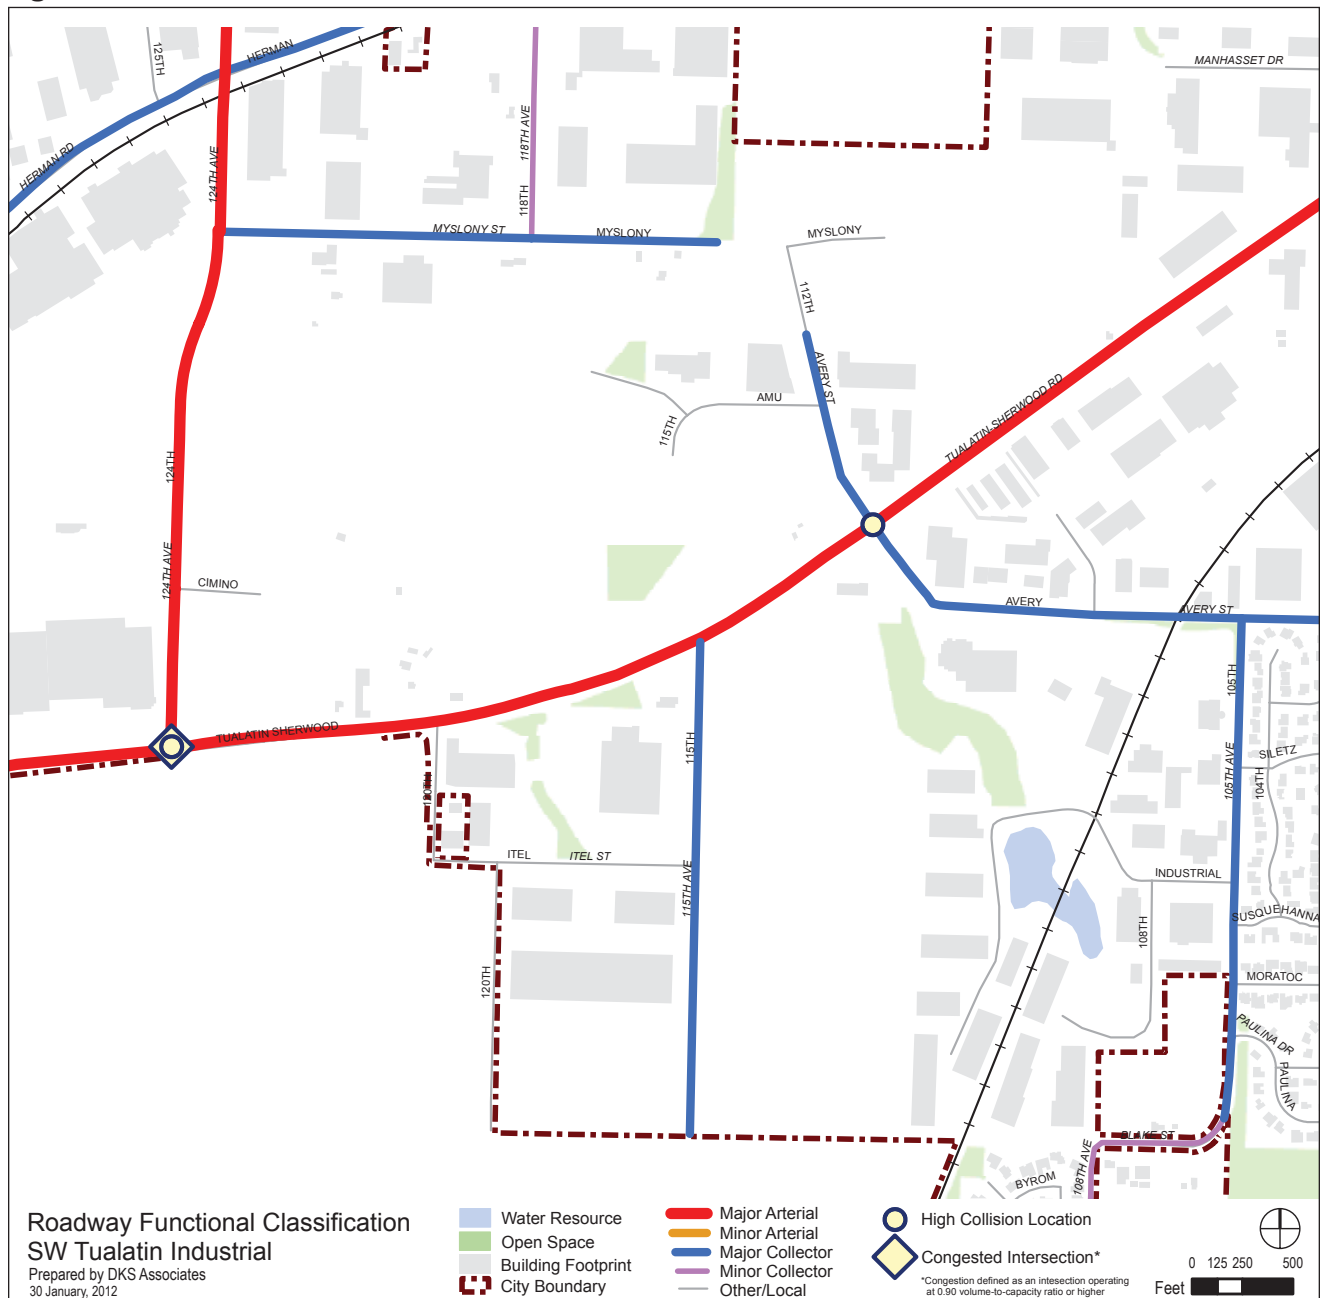 125TH
HERMAN
MANHASSET DR
118TH AVE
HERMAN RD
124TH AVE
118TH
MYSLONY ST
MYSLONY
MYSLONY
112TH
AVERY ST
TUALATIN-SHERWOOD RD
AMU
115TH
124TH
124TH AVE
CIMINO
AVERY
AVERY ST
105TH
TUALATIN SHERWOOD
115TH
105TH AVE
SILETZ
104TH
120TH
ITEL
ITEL ST
INDUSTRIAL
115TH AVE
SUSQUEHANNA
108TH
120TH
MORATOC
PAULINA DR
PAULINA
BLAKE ST
108TH AVE
BYROM
Roadway Functional Classification
SW Tualatin Industrial
Prepared by DKS Associates
30 January, 2012
Water Resource
Open Space
Building Footprint
City Boundary
Major Arterial
Minor Arterial
Major Collector
Minor Collector
Other/Local
High Collision Location
Congested Intersection*
*Congestion defined as an intesection operating
at 0.90 volume-to-capacity ratio or higher
0 125 250 500
Feet